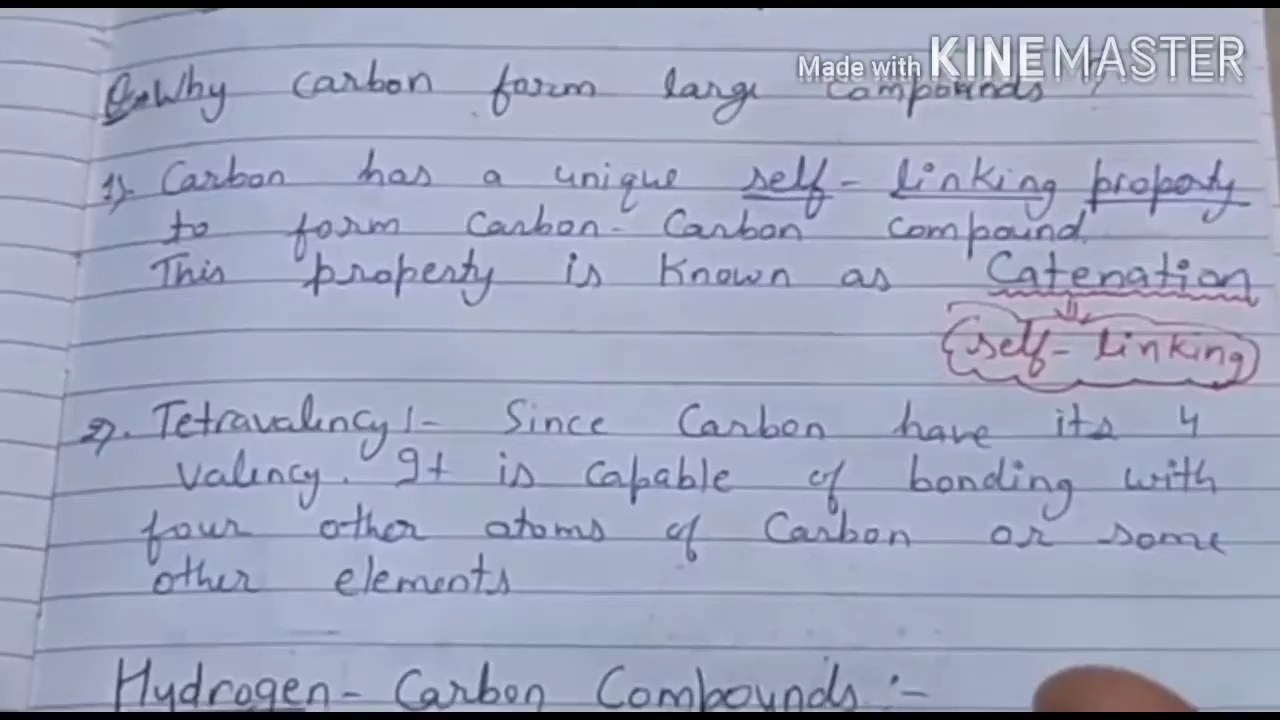 Made with KINEMASTER
Q. Why carbon form large compounds ?
1). Carbon has a unique self - linking property
to form Carbon - Carbon compound.
This property is known as Catenation
self - linking
2). Tetravalency :- Since Carbon have its 4
valency. It is capable of bonding with
four other atoms of Carbon or some
other elements
Hydrogen - Carbon Compounds :-